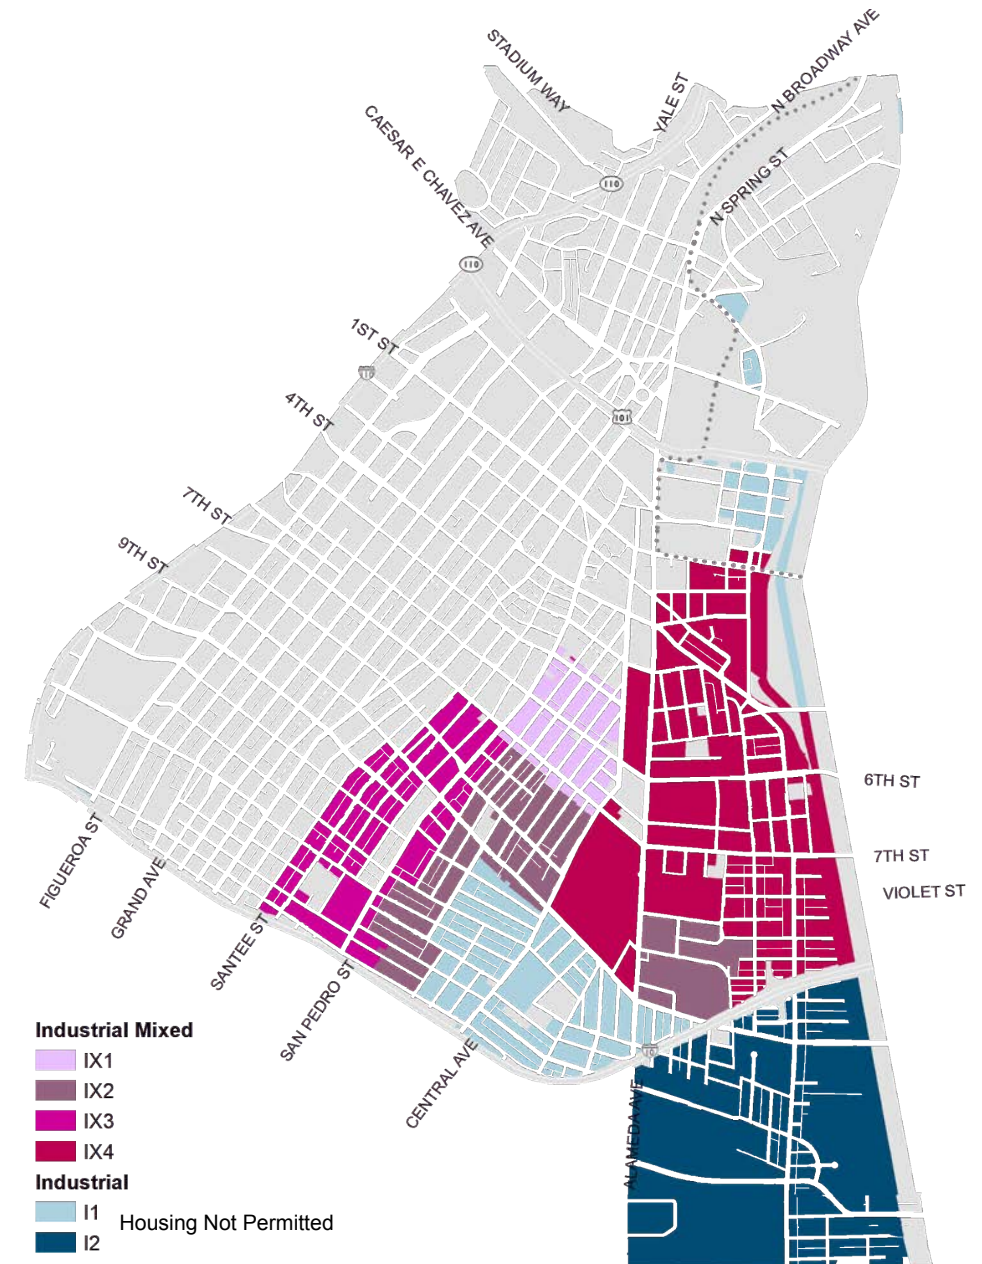 STADIUM WAY
YALE ST
N BROADWAY AVE
CAESAR E CHAVEZ AVE
N SPRING ST
110
110
1ST ST
110
101
4TH ST
7TH ST
9TH ST
6TH ST
7TH ST
VIOLET ST
FIGUEROA ST
GRAND AVE
SANTEE ST
SAN PEDRO ST
CENTRAL AVE
10
ALAMEDA AVE
Industrial Mixed
IX1
IX2
IX3
IX4
Industrial
I1
Housing Not Permitted
I2